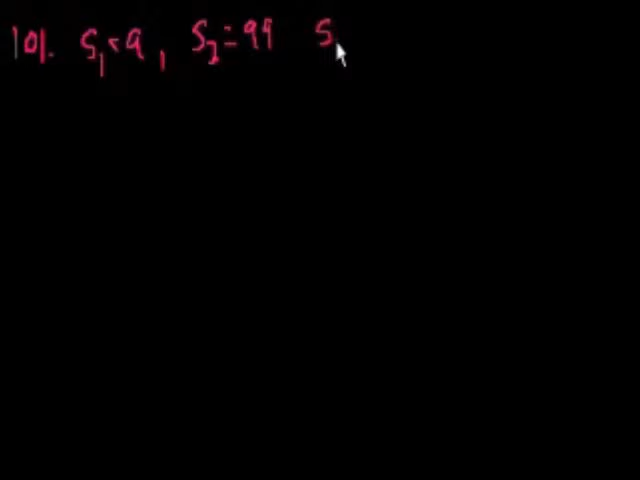 101. S₁ = 9, S₂ = 99 S